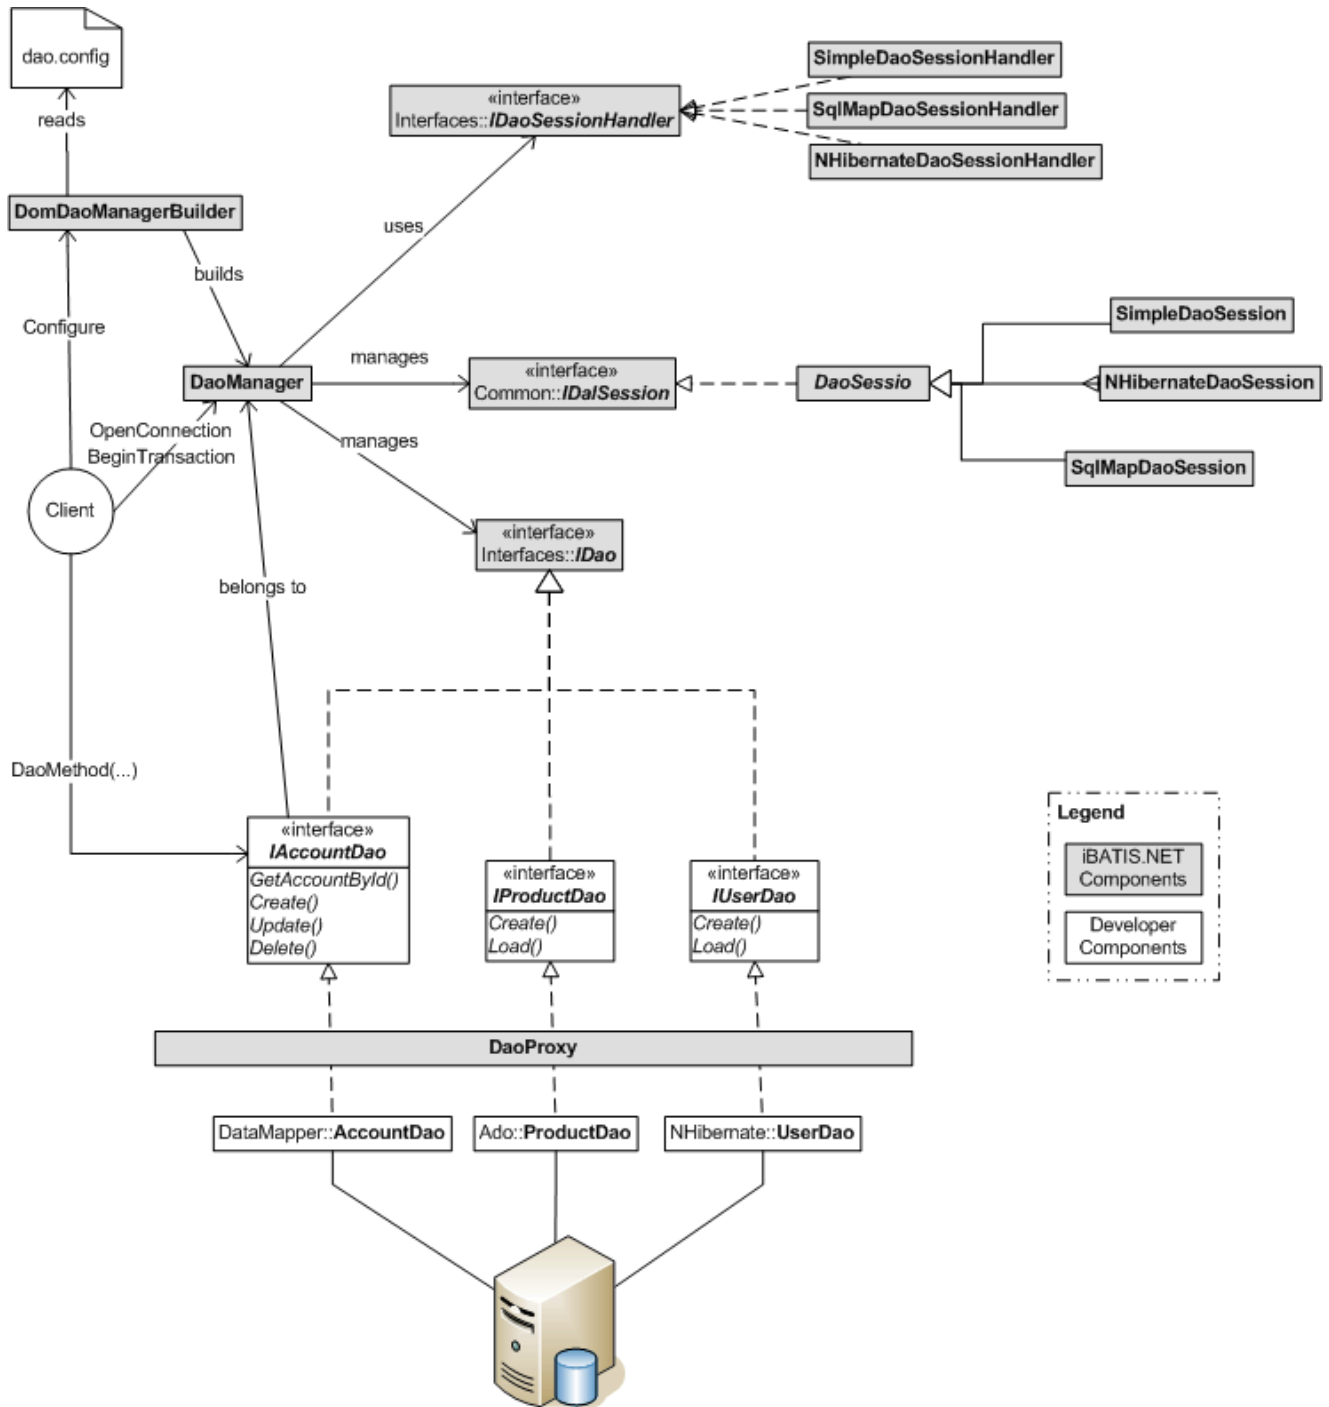 dao.config
reads
SimpleDaoSessionHandler
«interface»
Interfaces::IDaoSessionHandler
SqlMapDaoSessionHandler
NHibernateDaoSessionHandler
DomDaoManagerBuilder
uses
builds
Configure
SimpleDaoSession
manages
DaoManager
«interface»
Common::IDalSession
DaoSessio
NHibernateDaoSession
OpenConnection
BeginTransaction
manages
SqlMapDaoSession
Client
«interface»
Interfaces::IDao
belongs to
DaoMethod(...)
«interface»
IAccountDao
GetAccountById()
Create()
Update()
Delete()
«interface»
IProductDao
Create()
Load()
«interface»
IUserDao
Create()
Load()
Legend
iBATIS.NET
Components
Developer
Components
DaoProxy
DataMapper::AccountDao
Ado::ProductDao
NHibernate::UserDao